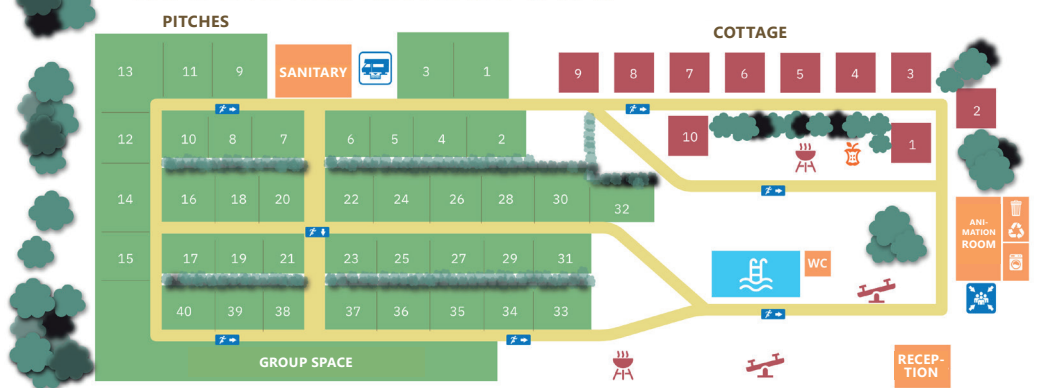 PITCHES
COTTAGE
13 11 9 SANITARY 3 1 9 8 7 6 5 4 3
2
12 10 8 7 6 5 4 2 10 1
14 16 18 20 22 24 26 28 30 32
ANI-
MATION
ROOM
15 17 19 21 23 25 27 29 31 WC
40 39 38 37 36 35 34 33
GROUP SPACE
RECEP-
TION